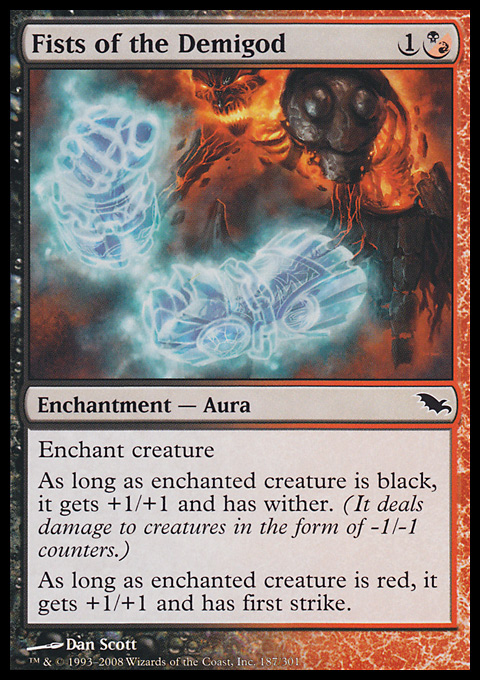 Fists of the Demigod 1
Enchantment — Aura
Enchant creature
As long as enchanted creature is black,
it gets +1/+1 and has wither. (It deals
damage to creatures in the form of -1/-1
counters.)
As long as enchanted creature is red, it
gets +1/+1 and has first strike.
Dan Scott
™ & © 1993–2008 Wizards of the Coast, Inc. 187/301